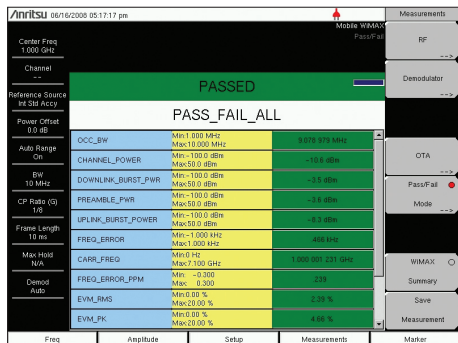 Anritsu 06/16/2008 05:17:17 pm
Mobile WiMAX
Pass/Fail
Measurements
Center Freq
1.000 GHz
Channel
--
Reference Source
Int Std Accy
Power Offset
0.0 dB
Auto Range
On
BW
10 MHz
CP Ratio (G)
1/8
Frame Length
10 ms
Max Hold
N/A
Demod
Auto
PASSED
PASS_FAIL_ALL
OCC_BW Min:1.000 MHz Max:10.000 MHz 9.078 979 MHz
CHANNEL_POWER Min:-100.0 dBm Max:50.0 dBm -10.6 dBm
DOWNLINK_BURST_PWR Min:-100.0 dBm Max:50.0 dBm -3.5 dBm
PREAMBLE_PWR Min:-100.0 dBm Max:50.0 dBm -3.8 dBm
UPLINK_BURST_POWER Min:-100.0 dBm Max:50.0 dBm
FREQ_ERROR Min:-1.000 kHz Max:1.000 kHz
CARR_FREQ Min:0 Hz Max:7.100 GHz 1.000 001 231 GHz
FREQ_ERROR_PPM Min: -0.300 Max: 0.300
EVM_RMS Min:0.00 % Max:20.00 % 2.39 %
EVM_PK Min:0.00 % Max:20.00 % 4.66 %
RF
-->
Demodulator
-->
OTA
-->
Pass/Fail
Mode
-->
WiMAX
Summary
Save
Measurement
Freq Amplitude Setup Measurements Marker